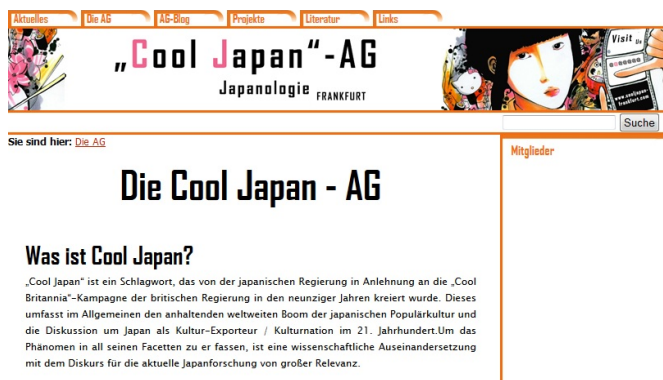 Aktuelles
Die AG
AG-Blog
Projekte
Literatur
Links
„Cool Japan“-AG
Japanologie FRANKFURT
Visit us
www.cooljapan-
frankfurt.com
Suche
Sie sind hier: Die AG
Mitglieder
Die Cool Japan - AG
Was ist Cool Japan?
„Cool Japan“ ist ein Schlagwort, das von der japanischen Regierung in Anlehnung an die „Cool
Britannia“-Kampagne der britischen Regierung in den neunziger Jahren kreiert wurde. Dieses
umfasst im Allgemeinen den anhaltenden weltweiten Boom der japanischen Populärkultur und
die Diskussion um Japan als Kultur-Exporteur / Kulturnation im 21. Jahrhundert.Um das
Phänomen in all seinen Facetten zu er fassen, ist eine wissenschaftliche Auseinandersetzung
mit dem Diskurs für die aktuelle Japanforschung von großer Relevanz.